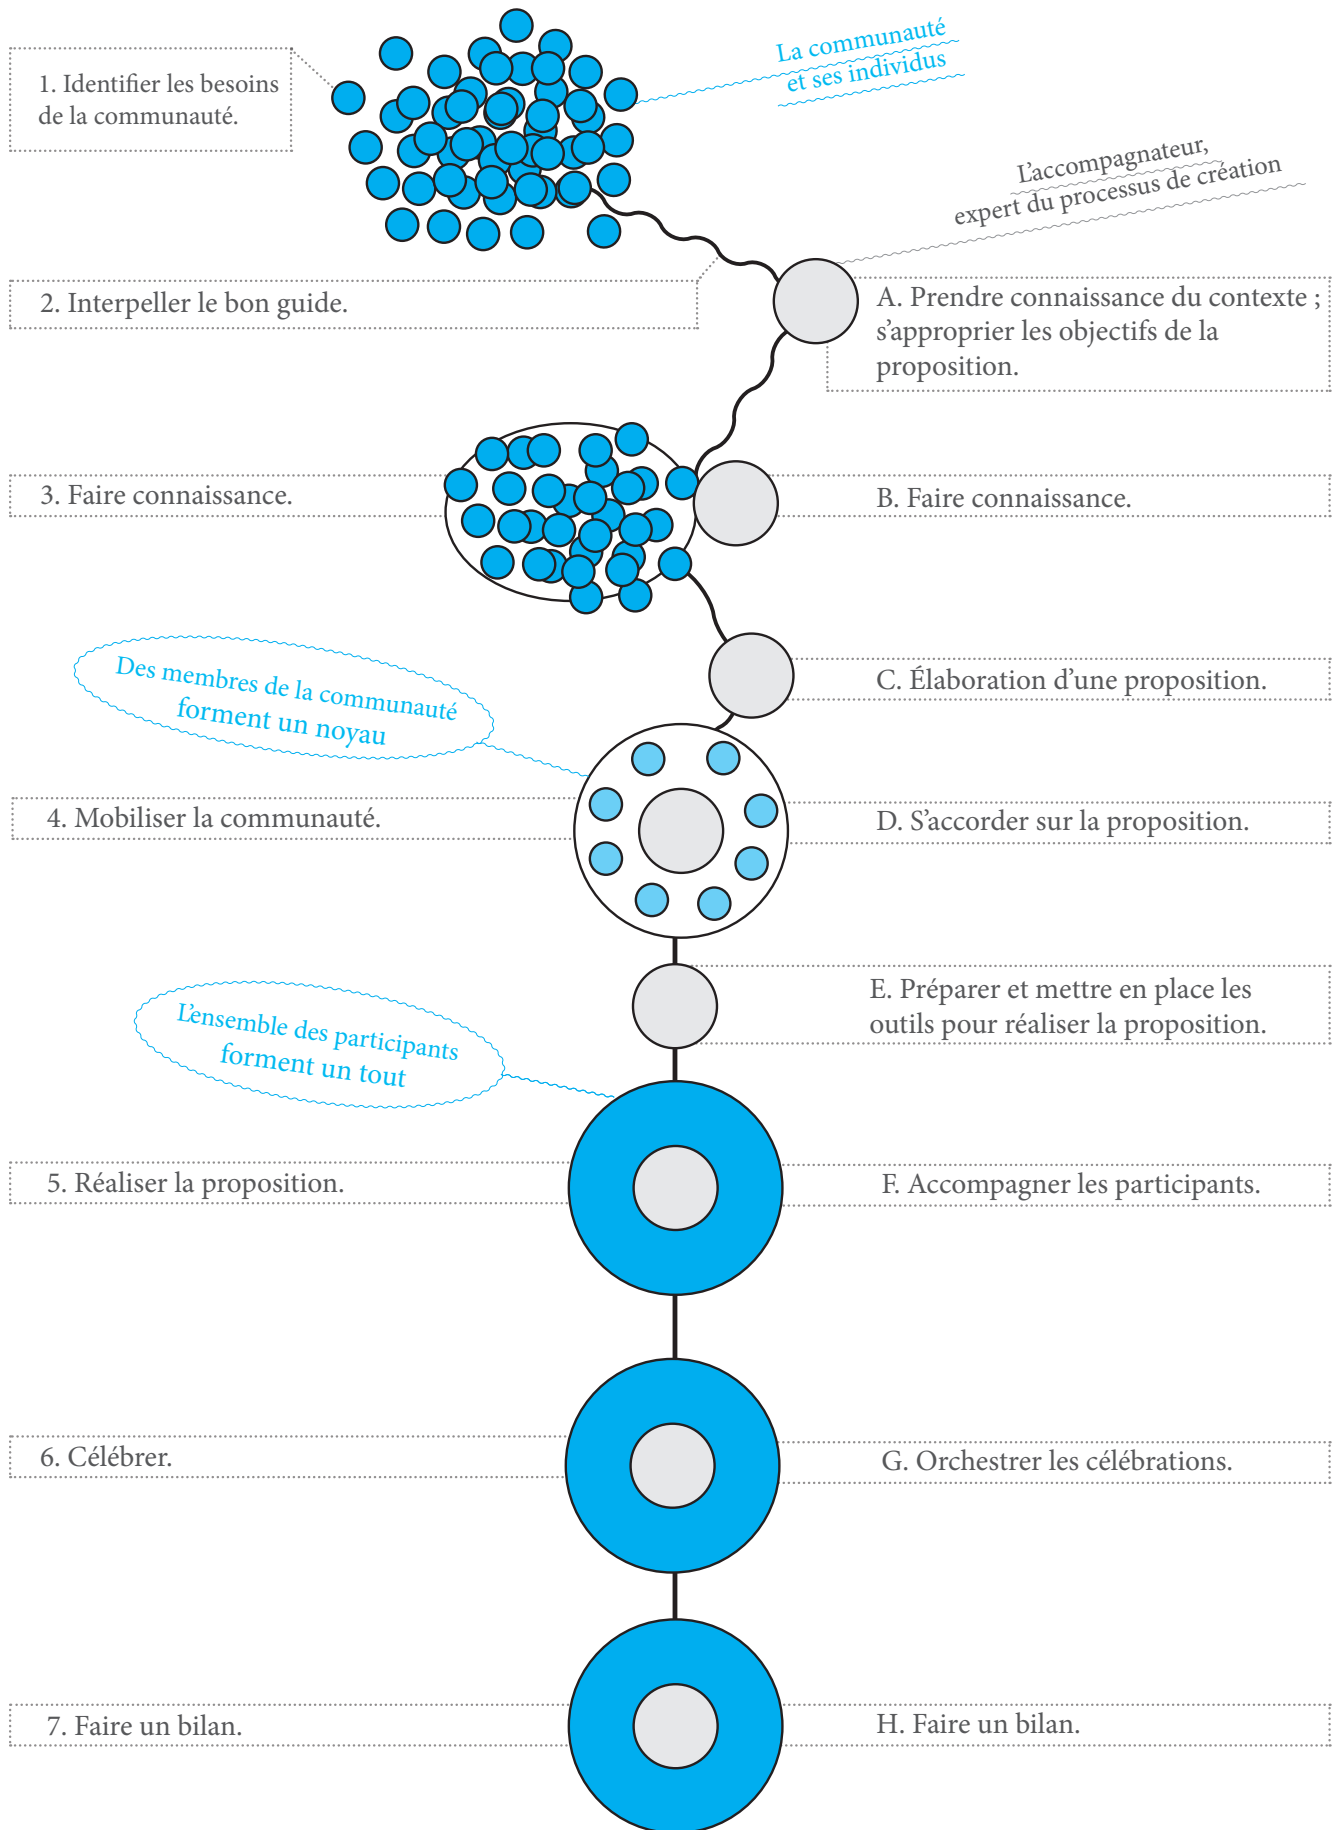 La communauté
et ses individus
1. Identifier les besoins
de la communauté.
L'accompagnateur,
expert du processus de création
2. Interpeller le bon guide.
A. Prendre connaissance du contexte ;
s'approprier les objectifs de la
proposition.
3. Faire connaissance.
B. Faire connaissance.
Des membres de la communauté
forment un noyau
C. Élaboration d'une proposition.
4. Mobiliser la communauté.
D. S'accorder sur la proposition.
E. Préparer et mettre en place les
outils pour réaliser la proposition.
L'ensemble des participants
forment un tout
5. Réaliser la proposition.
F. Accompagner les participants.
6. Célébrer.
G. Orchestrer les célébrations.
7. Faire un bilan.
H. Faire un bilan.